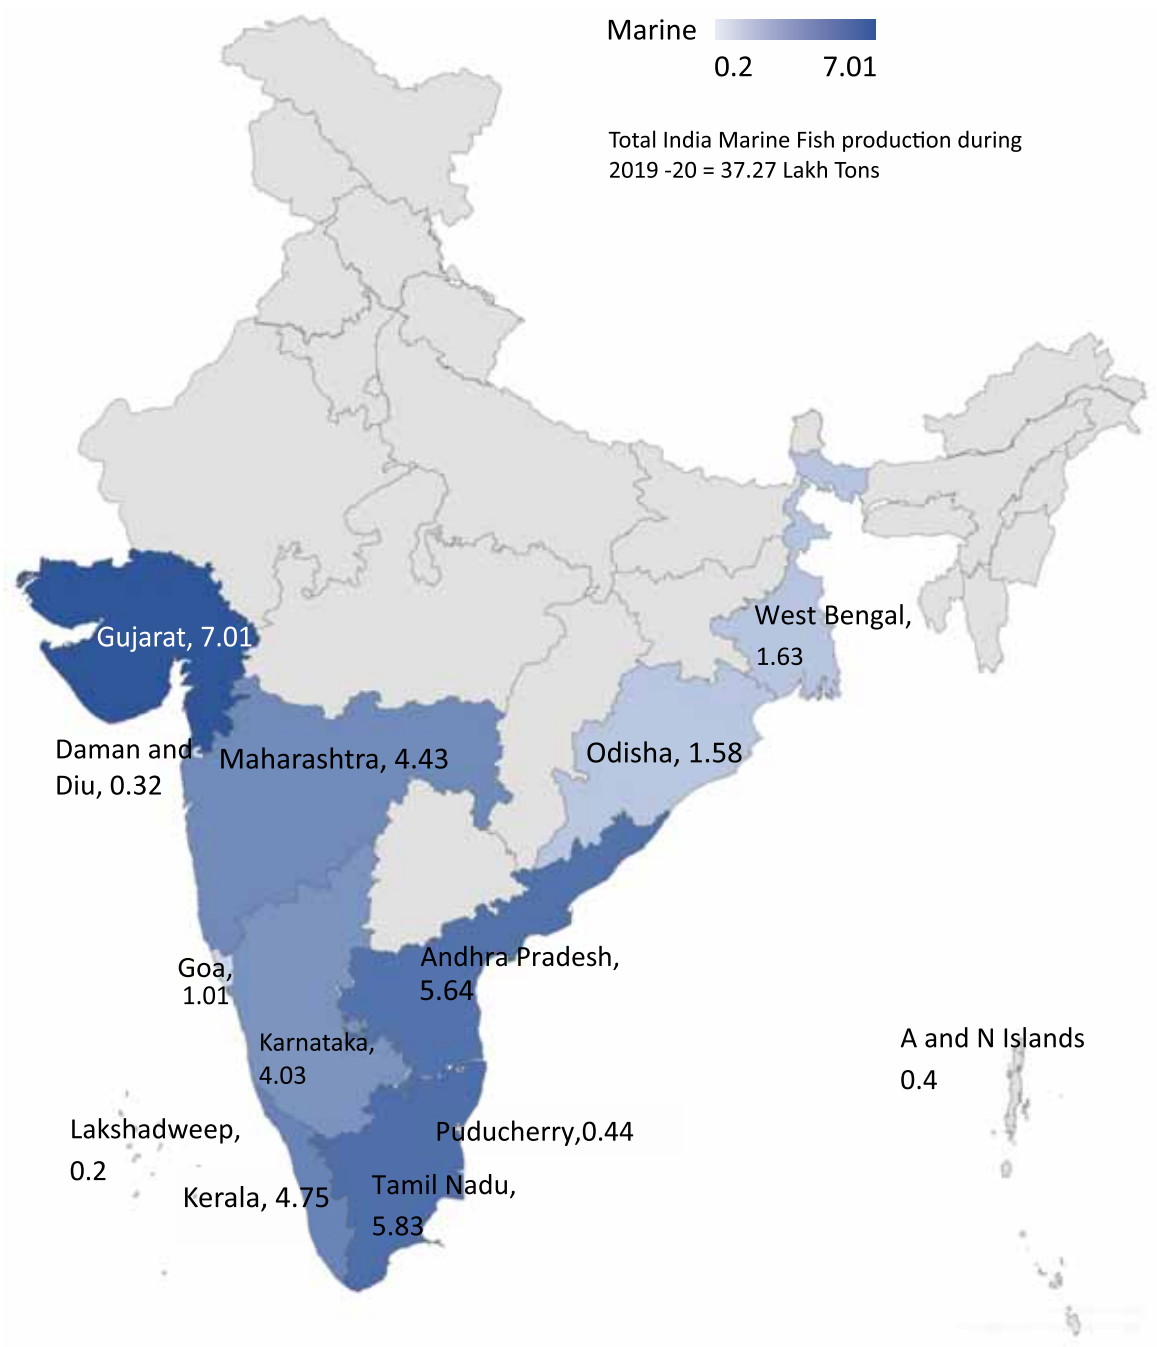 Marine
0.2 7.01
Total India Marine Fish production during
2019 -20 = 37.27 Lakh Tons
Gujarat, 7.01
West Bengal,
1.63
Daman and
Diu, 0.32
Maharashtra, 4.43
Odisha, 1.58
Goa,
1.01
Andhra Pradesh,
5.64
Karnataka,
4.03
A and N Islands
0.4
Lakshadweep,
0.2
Puducherry,0.44
Kerala, 4.75
Tamil Nadu,
5.83